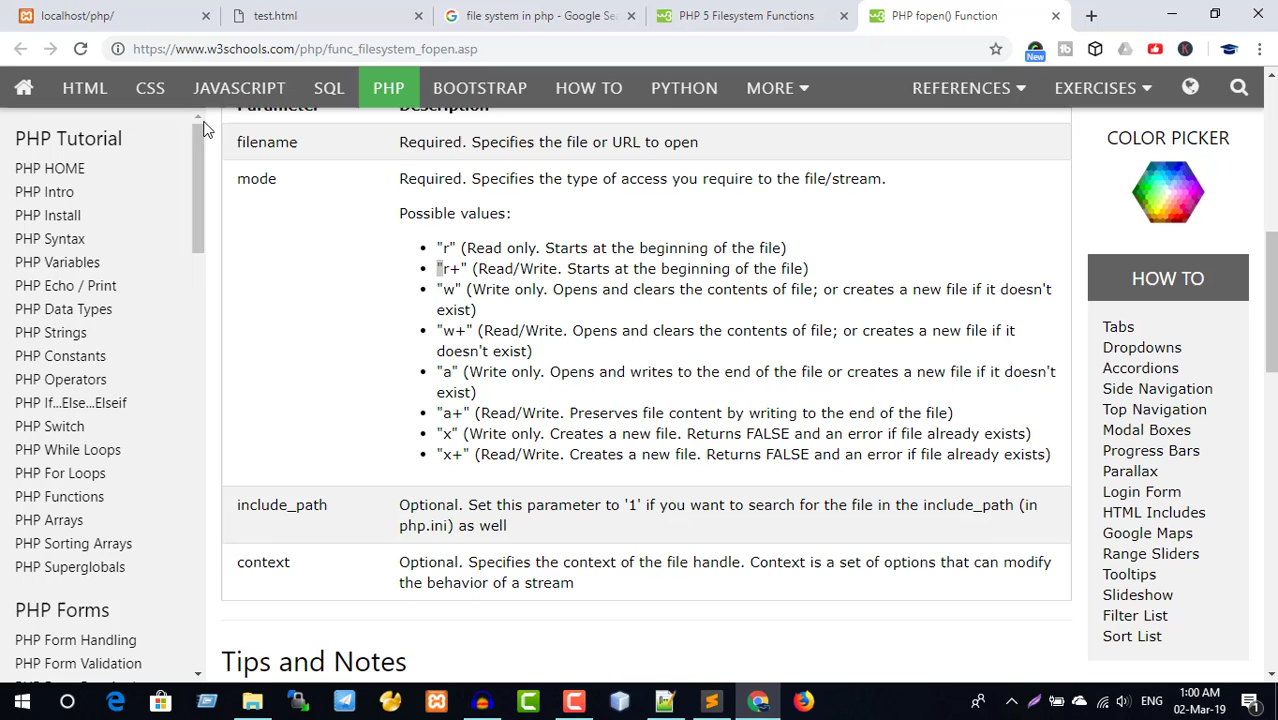 localhost/php/
test.html
file system in php - Google Se
PHP 5 Filesystem Functions
PHP fopen() Function
https://www.w3schools.com/php/func_filesystem_fopen.asp
New
HTML CSS JAVASCRIPT SQL PHP BOOTSTRAP HOW TO PYTHON MORE REFERENCES EXERCISES
PHP Tutorial
PHP HOME
PHP Intro
PHP Install
PHP Syntax
PHP Variables
PHP Echo / Print
PHP Data Types
PHP Strings
PHP Constants
PHP Operators
PHP If...Else...Elseif
PHP Switch
PHP While Loops
PHP For Loops
PHP Functions
PHP Arrays
PHP Sorting Arrays
PHP Superglobals
PHP Forms
PHP Form Handling
PHP Form Validation
Parameter Description
filename Required. Specifies the file or URL to open
mode Required. Specifies the type of access you require to the file/stream.
Possible values:
• "r" (Read only. Starts at the beginning of the file)
• "r+" (Read/Write. Starts at the beginning of the file)
• "w" (Write only. Opens and clears the contents of file; or creates a new file if it doesn't
exist)
• "w+" (Read/Write. Opens and clears the contents of file; or creates a new file if it
doesn't exist)
• "a" (Write only. Opens and writes to the end of the file or creates a new file if it doesn't
exist)
• "a+" (Read/Write. Preserves file content by writing to the end of the file)
• "x" (Write only. Creates a new file. Returns FALSE and an error if file already exists)
• "x+" (Read/Write. Creates a new file. Returns FALSE and an error if file already exists)
include_path Optional. Set this parameter to '1' if you want to search for the file in the include_path (in
php.ini) as well
context Optional. Specifies the context of the file handle. Context is a set of options that can modify
the behavior of a stream
Tips and Notes
COLOR PICKER
HOW TO
Tabs
Dropdowns
Accordions
Side Navigation
Top Navigation
Modal Boxes
Progress Bars
Parallax
Login Form
HTML Includes
Google Maps
Range Sliders
Tooltips
Slideshow
Filter List
Sort List
ENG
1:00 AM
02-Mar-19